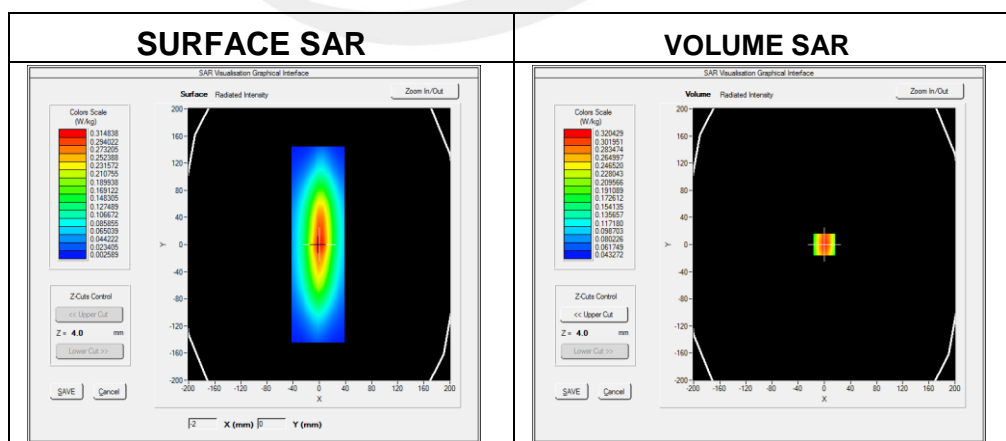 SURFACE SAR
VOLUME SAR
SAR Visualisation Graphical Interface
Surface Radiated Intensity
Zoom In/Out
Colors Scale
(W/kg)
0.314838
0.294022
0.273205
0.252388
0.231572
0.210755
0.189938
0.169122
0.148305
0.127489
0.106672
0.085855
0.065039
0.044222
0.023405
0.002589
200
160
120
80
40
0
-40
-80
-120
-160
-200
Y
-200 -160 -120 -80 -40 0 40 80 120 160 200
X
Z-Cuts Control
<< Upper Cut
Z = 4.0 mm
Lower Cut >>
SAVE Cancel
-2 X (mm) 0 Y (mm)
SAR Visualisation Graphical Interface
Volume Radiated Intensity
Zoom In/Out
Colors Scale
(W/kg)
0.320429
0.301951
0.283474
0.264997
0.246520
0.228043
0.209566
0.191089
0.172612
0.154135
0.135657
0.117180
0.098703
0.080226
0.061749
0.043272
200
160
120
80
40
0
-40
-80
-120
-160
-200
Y
-200 -160 -120 -80 -40 0 40 80 120 160 200
X
Z-Cuts Control
<< Upper Cut
Z = 4.0 mm
Lower Cut >>
SAVE Cancel